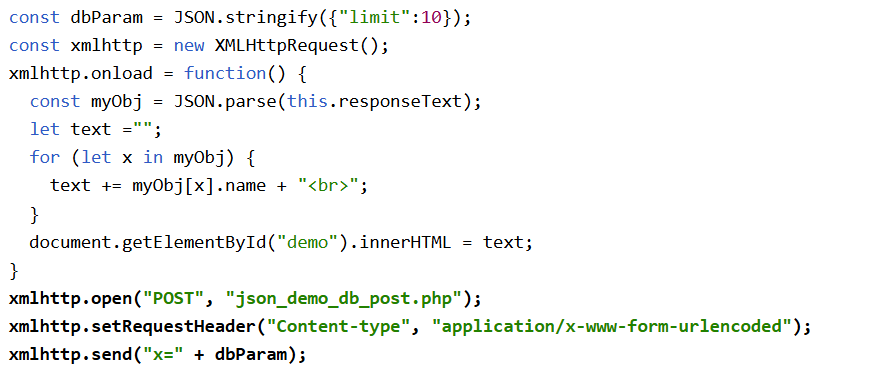 const dbParam = JSON.stringify({"limit":10});
const xmlhttp = new XMLHttpRequest();
xmlhttp.onload = function() {
  const myObj = JSON.parse(this.responseText);
  let text ="";
  for (let x in myObj) {
    text += myObj[x].name + "<br>";
  }
  document.getElementById("demo").innerHTML = text;
}
xmlhttp.open("POST", "json_demo_db_post.php");
xmlhttp.setRequestHeader("Content-type", "application/x-www-form-urlencoded");
xmlhttp.send("x=" + dbParam);